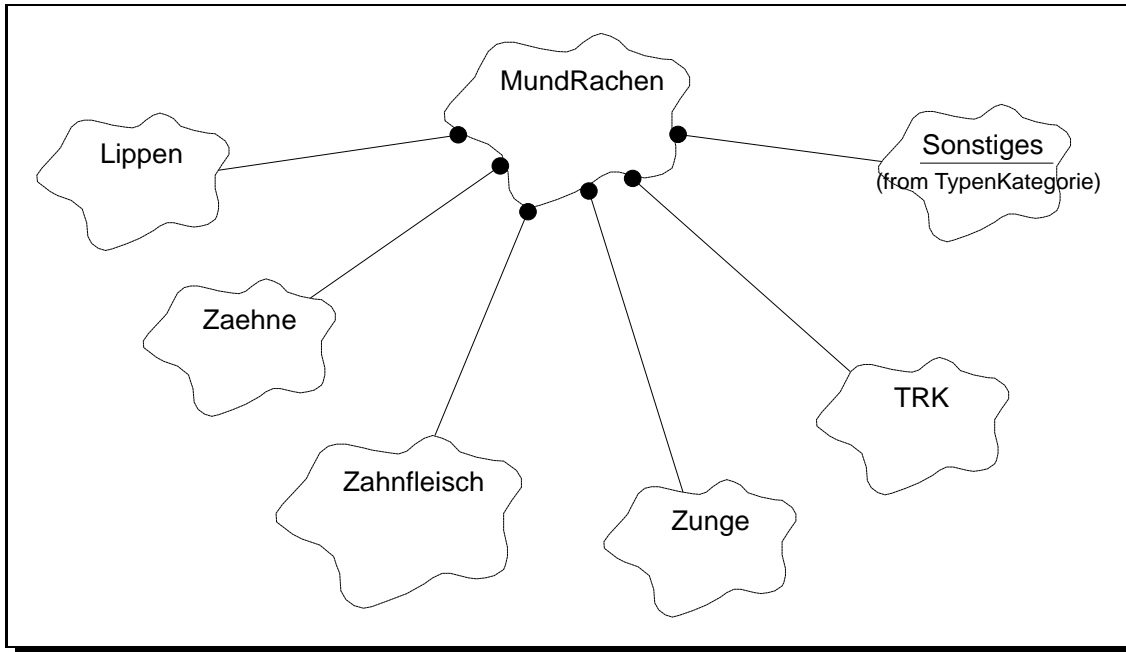 MundRachen
Lippen
Sonstiges
(from TypenKategorie)
Zaehne
TRK
Zahnfleisch
Zunge